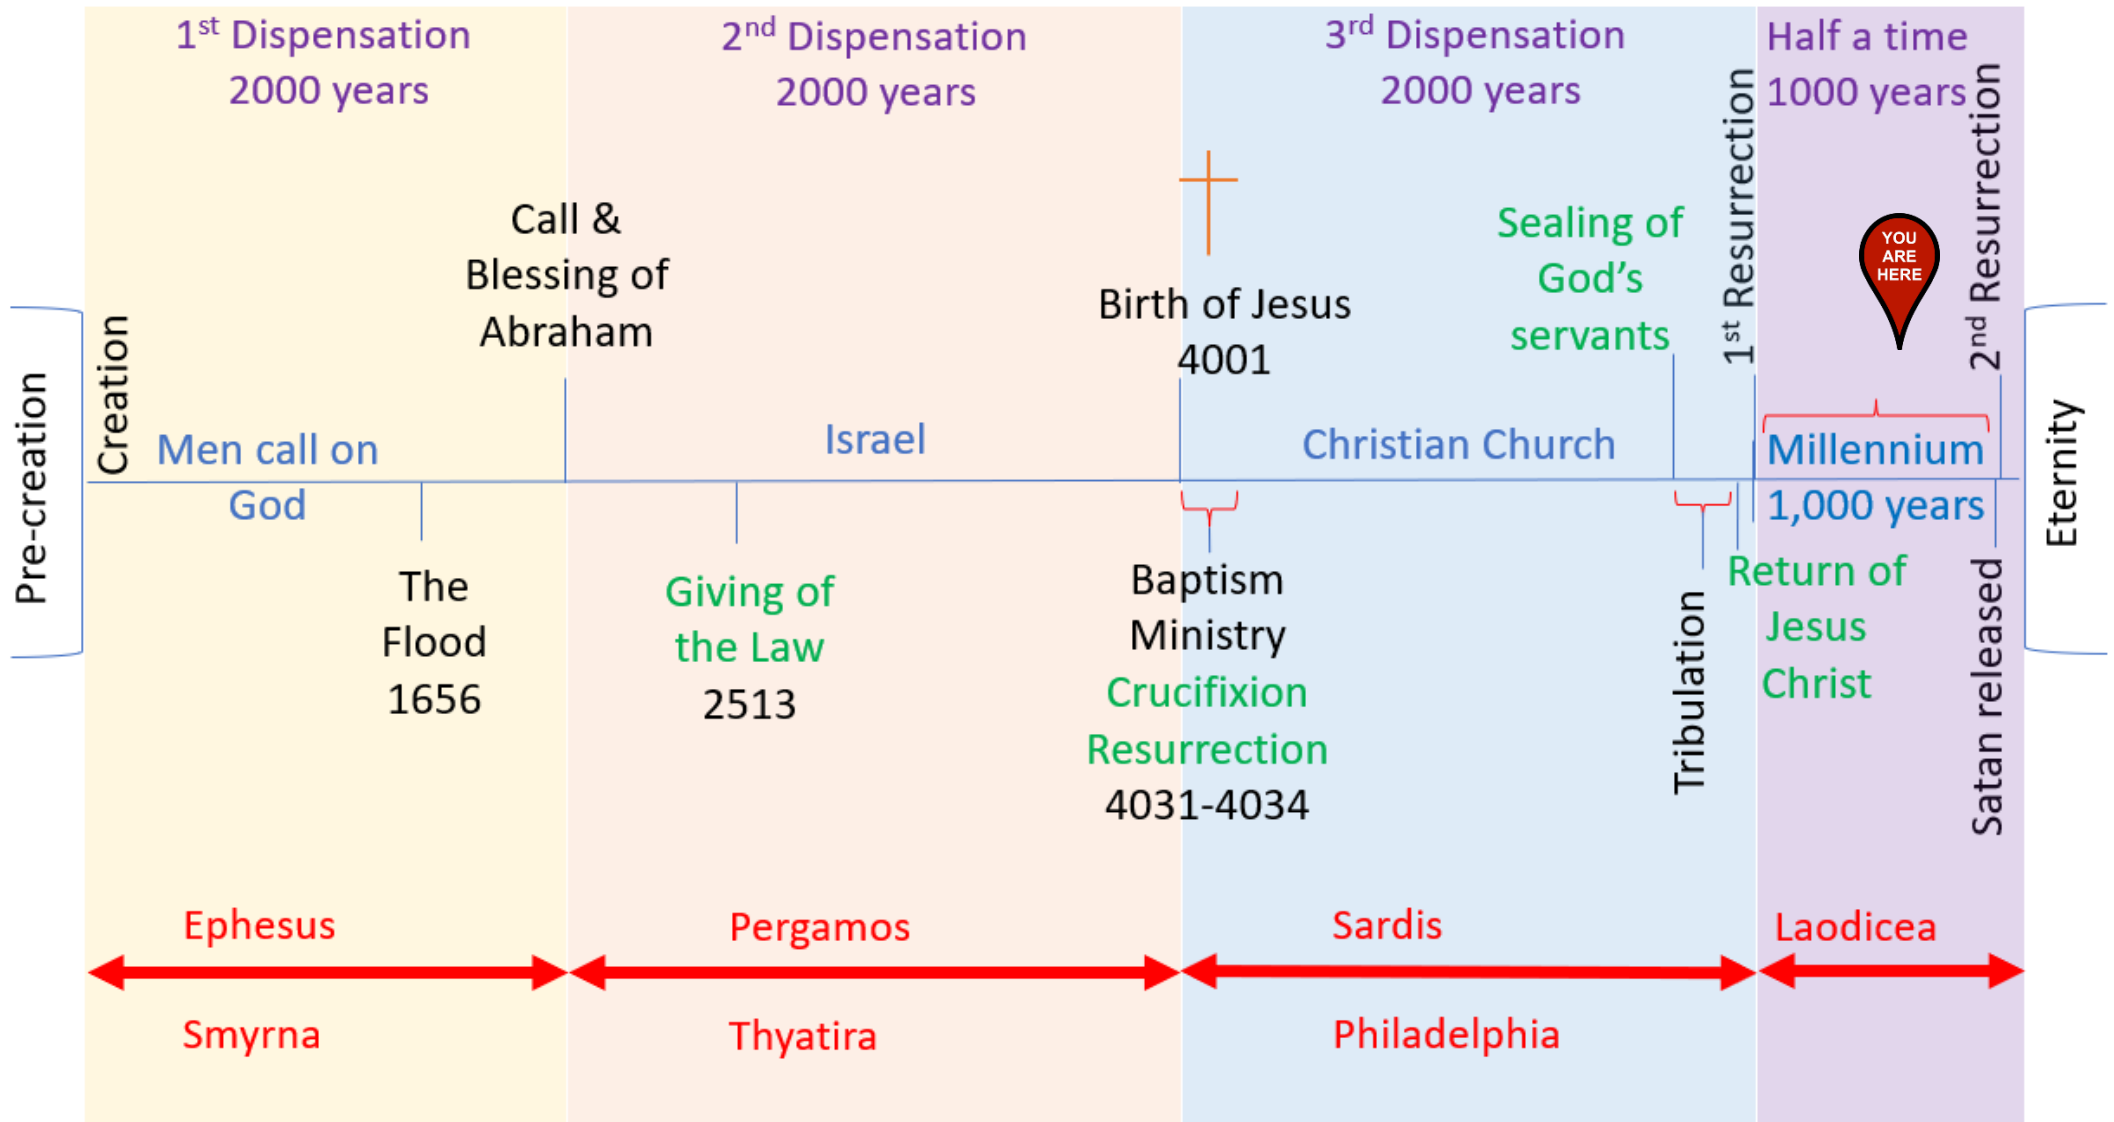 1st Dispensation
2000 years
2nd Dispensation
2000 years
3rd Dispensation
2000 years
Half a time
1000 years
Pre-creation
Creation
Men call on
God
The
Flood
1656
Call &
Blessing of
Abraham
Israel
Giving of
the Law
2513
Birth of Jesus
4001
Baptism
Ministry
Crucifixion
Resurrection
4031-4034
Christian Church
Sealing of
God’s
servants
Tribulation
1st Resurrection
Return of
Jesus
Christ
YOU
ARE
HERE
Millennium
1,000 years
2nd Resurrection
Satan released
Eternity
Ephesus
Smyrna
Pergamos
Thyatira
Sardis
Philadelphia
Laodicea